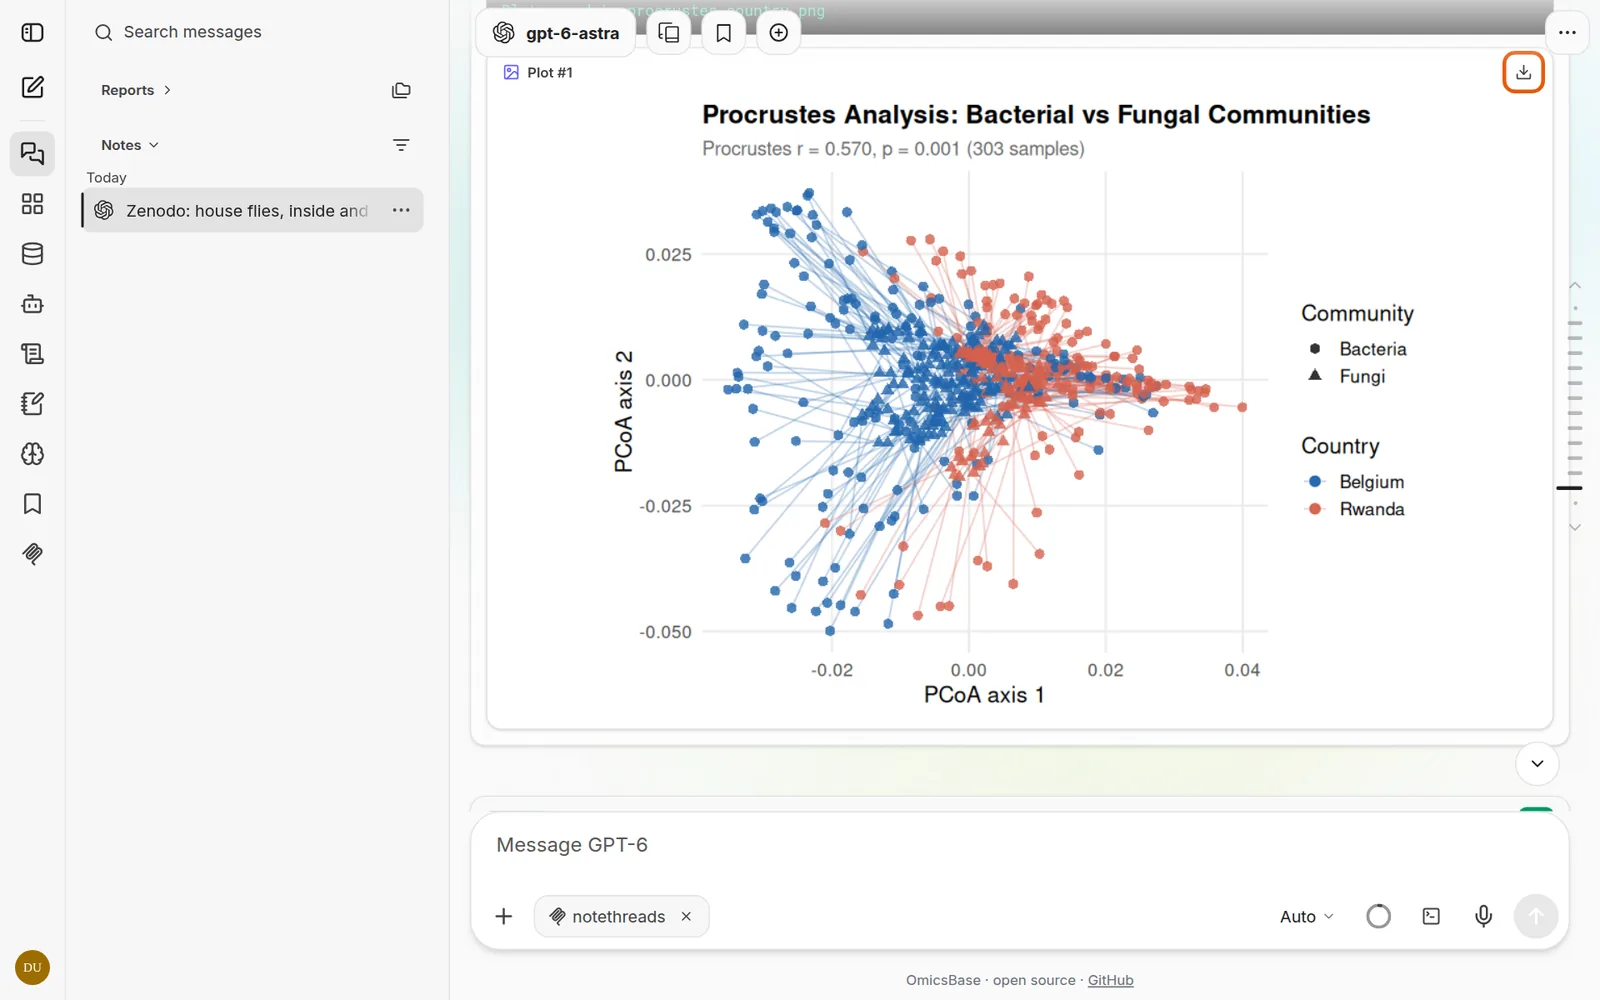 Search messages
Reports
Notes
Today
Zenodo: house flies, inside and
DU
procrustes_country.png
gpt-6-astra
Plot #1
Procrustes Analysis: Bacterial vs Fungal Communities
Procrustes r = 0.570, p = 0.001 (303 samples)
PCoA axis 2
0.025
0.000
-0.025
-0.050
-0.02
0.00
0.02
0.04
PCoA axis 1
Community
Bacteria
Fungi
Country
Belgium
Rwanda
Message GPT-6
notethreads
Auto
OmicsBase · open source · GitHub